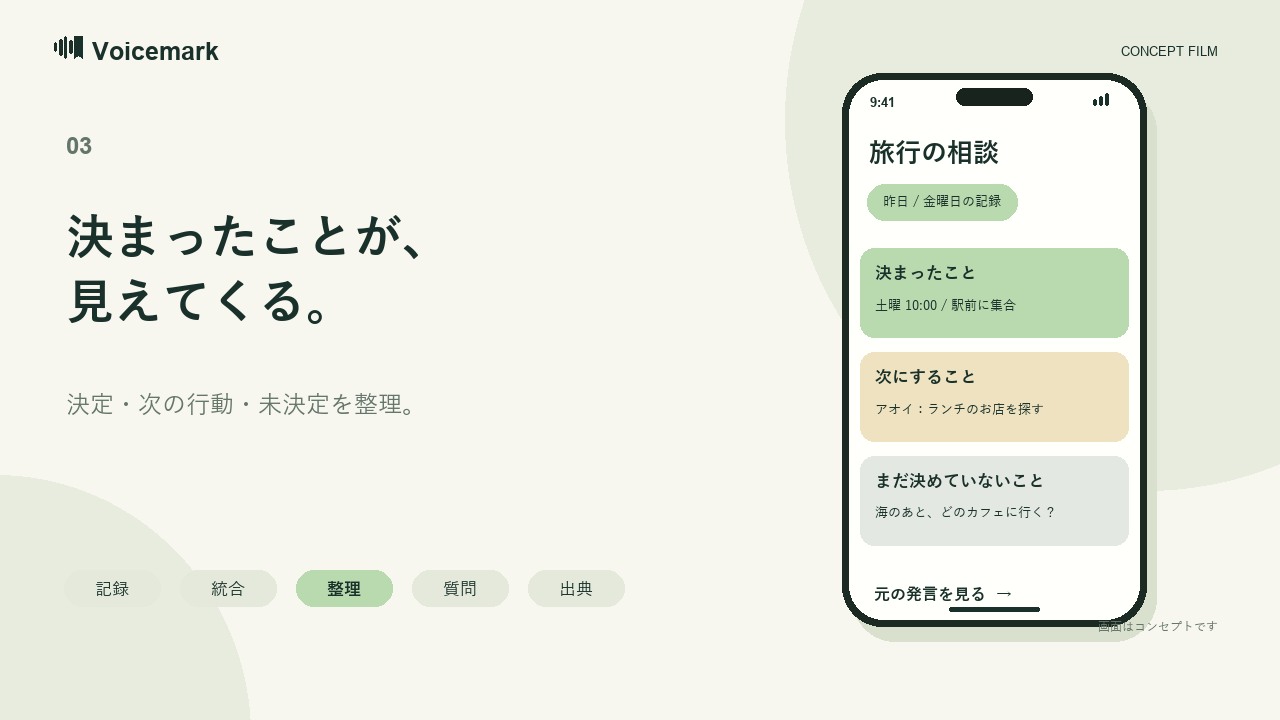 Voicemark
CONCEPT FILM
03
決まったことが、
見えてくる。
決定・次の行動・未決定を整理。
記録
統合
整理
質問
出典
9:41
旅行の相談
昨日 / 金曜日の記録
決まったこと
土曜 10:00 / 駅前に集合
次にすること
アオイ：ランチのお店を探す
まだ決めていないこと
海のあと、どのカフェに行く？
元の発言を見る →
画面はコンセプトです